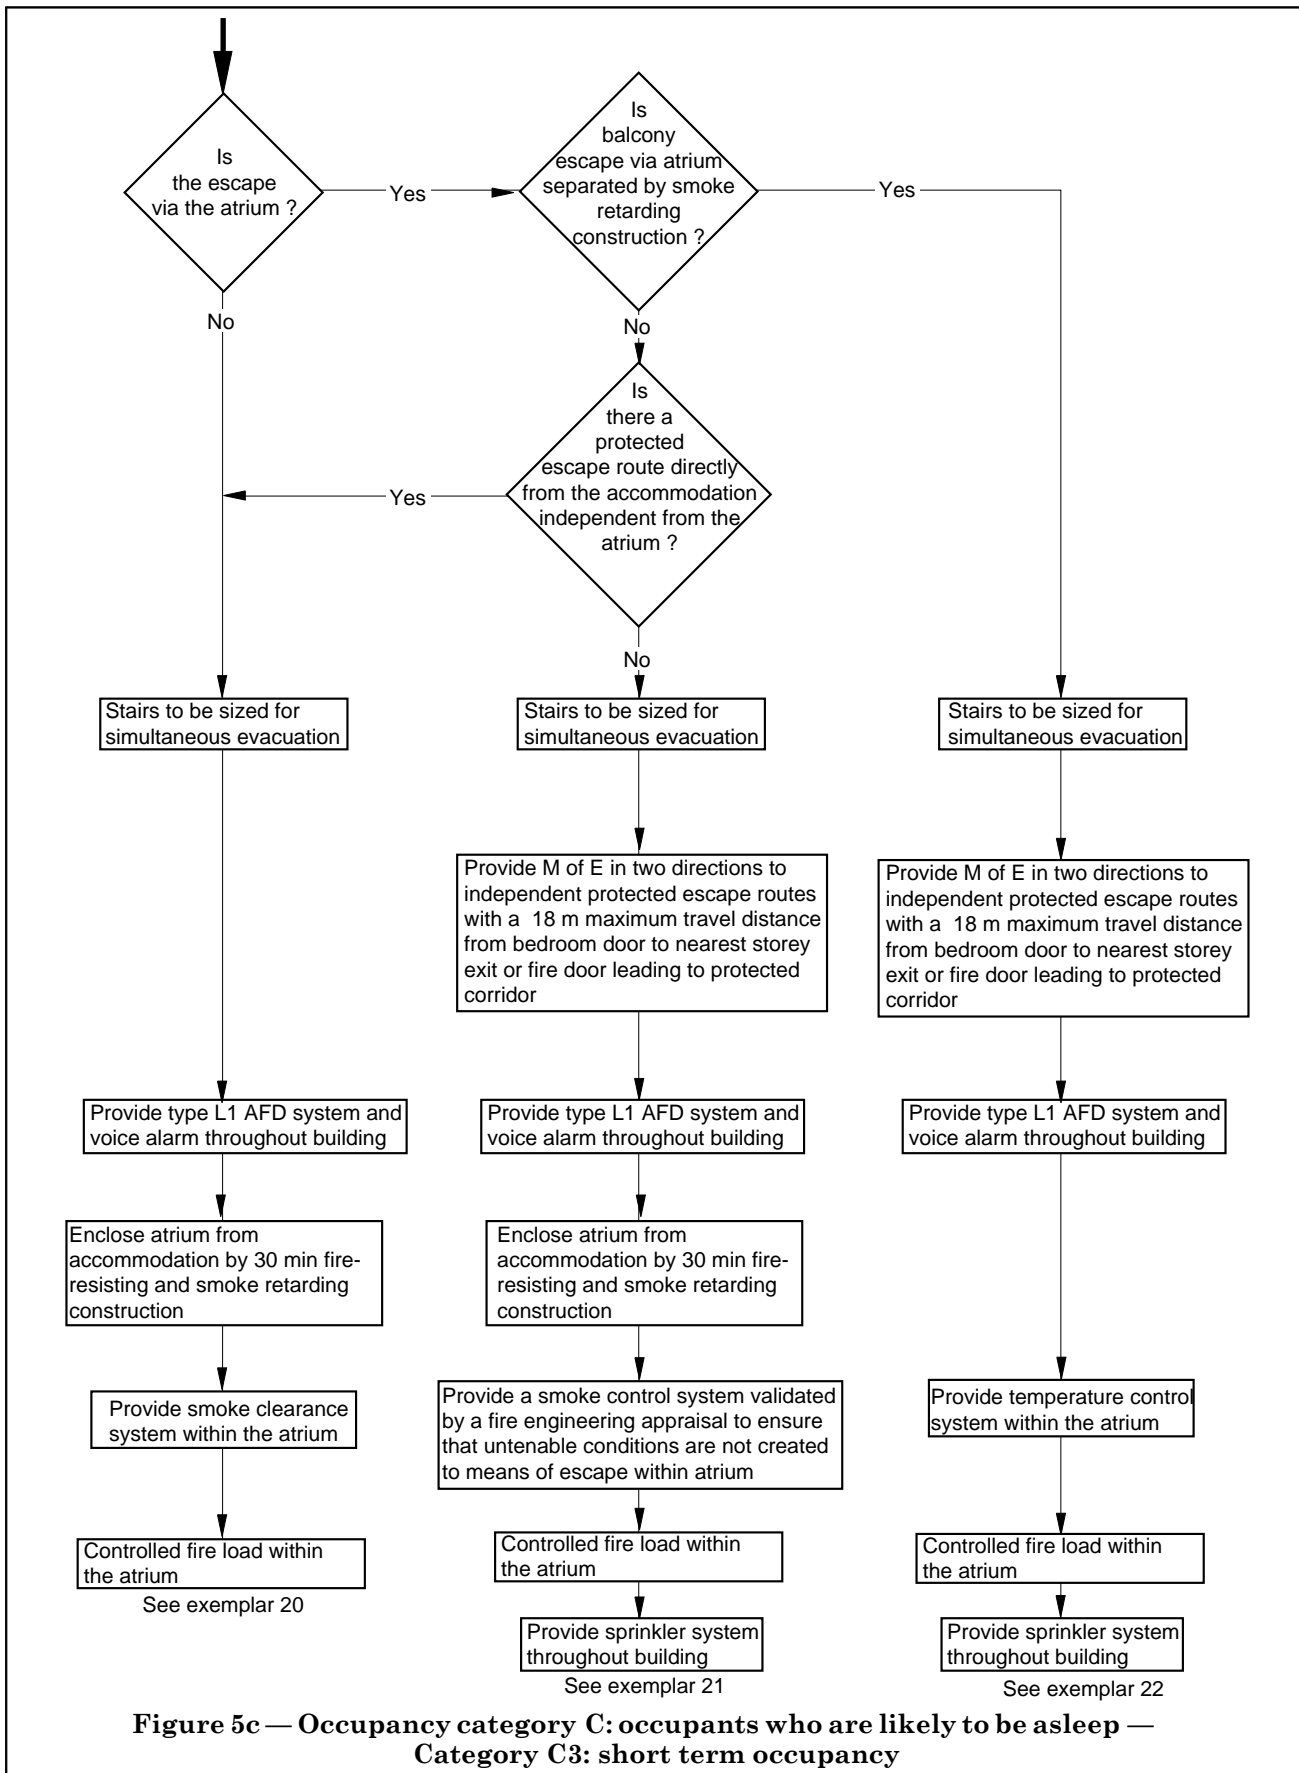 Is
the escape
via the atrium ?
Yes
Is
balcony
escape via atrium
separated by smoke
retarding
construction ?
Yes
No
No
Is
there a
protected
escape route directly
from the accommodation
independent from the
atrium ?
Yes
No
Stairs to be sized for
simultaneous evacuation
Stairs to be sized for
simultaneous evacuation
Stairs to be sized for
simultaneous evacuation
Provide M of E in two directions to
independent protected escape routes
with a 18 m maximum travel distance
from bedroom door to nearest storey
exit or fire door leading to protected
corridor
Provide M of E in two directions to
independent protected escape routes
with a 18 m maximum travel distance
from bedroom door to nearest storey
exit or fire door leading to protected
corridor
Provide type L1 AFD system and
voice alarm throughout building
Provide type L1 AFD system and
voice alarm throughout building
Provide type L1 AFD system and
voice alarm throughout building
Enclose atrium from
accommodation by 30 min fire-
resisting and smoke retarding
construction
Enclose atrium from
accommodation by 30 min fire-
resisting and smoke retarding
construction
Provide smoke clearance
system within the atrium
Provide a smoke control system validated
by a fire engineering appraisal to ensure
that untenable conditions are not created
to means of escape within atrium
Provide temperature control
system within the atrium
Controlled fire load within
the atrium
See exemplar 20
Controlled fire load within
the atrium
Controlled fire load within
the atrium
Provide sprinkler system
throughout building
See exemplar 21
Provide sprinkler system
throughout building
See exemplar 22
Figure 5c — Occupancy category C: occupants who are likely to be asleep —
Category C3: short term occupancy